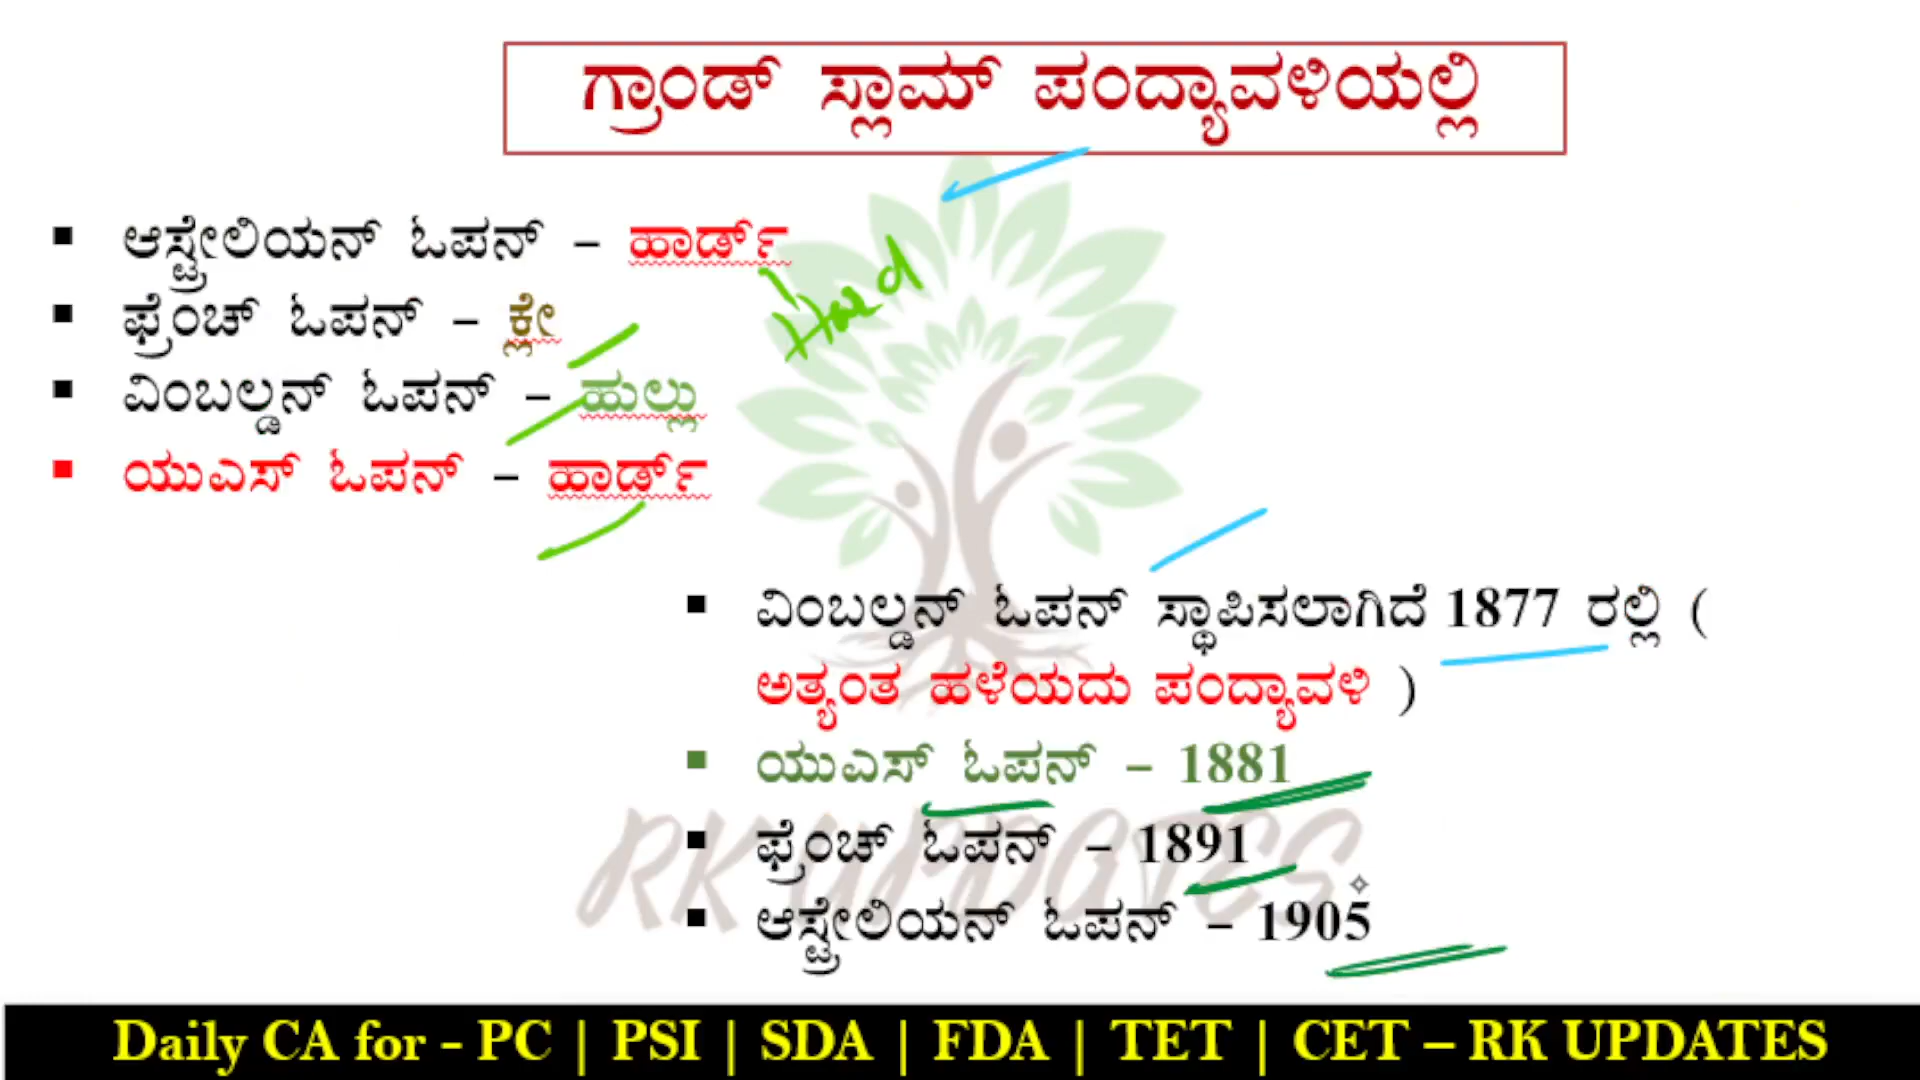 ಗ್ರಾಂಡ್ ಸ್ಲಾಮ್ ಪಂದ್ಯಾವಳಿಯಲ್ಲಿ
▪ ಆಸ್ಟ್ರೇಲಿಯನ್ ಓಪನ್ – ಹಾರ್ಡ್
Hard
▪ ಫ್ರೆಂಚ್ ಓಪನ್ – ಕ್ಲೇ
▪ ವಿಂಬಲ್ಡನ್ ಓಪನ್ – ಹುಲ್ಲು
▪ ಯುಎಸ್ ಓಪನ್ – ಹಾರ್ಡ್
▪ ವಿಂಬಲ್ಡನ್ ಓಪನ್ ಸ್ಥಾಪಿಸಲಾಗಿದೆ 1877 ರಲ್ಲಿ (
ಅತ್ಯಂತ ಹಳೆಯದು ಪಂದ್ಯಾವಳಿ )
▪ ಯುಎಸ್ ಓಪನ್ – 1881
▪ ಫ್ರೆಂಚ್ ಓಪನ್ – 1891
▪ ಆಸ್ಟ್ರೇಲಿಯನ್ ಓಪನ್ – 1905
RK UPDATES
Daily CA for - PC | PSI | SDA | FDA | TET | CET – RK UPDATES